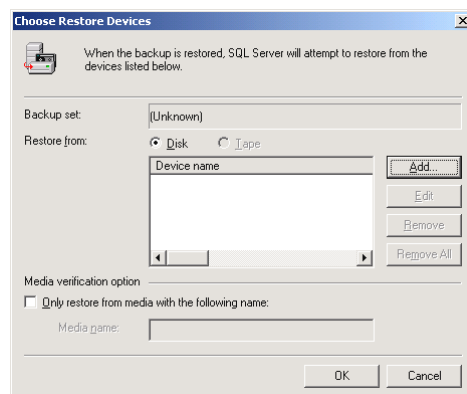 Choose Restore Devices
When the backup is restored, SQL Server will attempt to restore from the
devices listed below.
Backup set:
(Unknown)
Restore from:
Disk
Tape
Device name
Add...
Edit
Remove
Remove All
Media verification option
Only restore from media with the following name:
Media name:
OK
Cancel